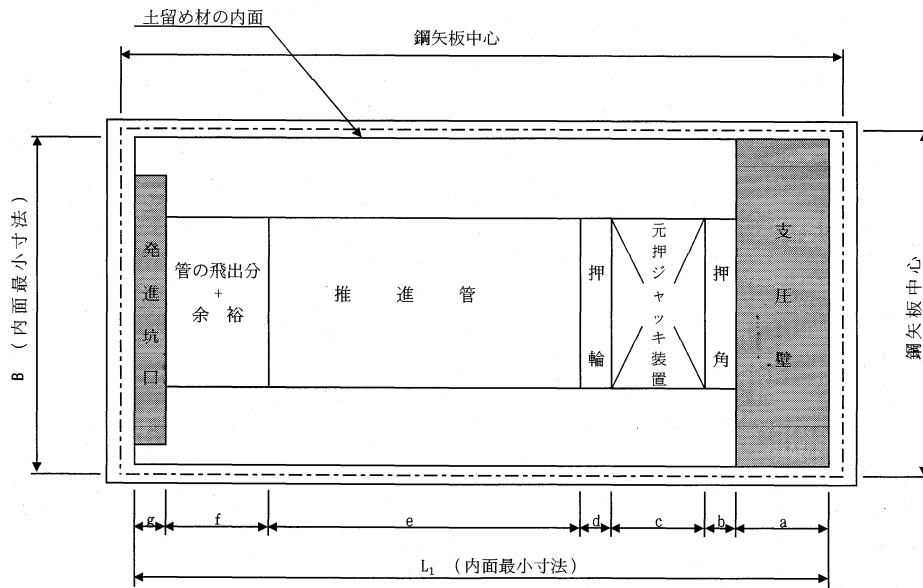 土留め材の内面
鋼矢板中心
B (内面最小寸法)
発進坑口
管の飛出分
+
余裕
推進管
押輪
元押ジャッキ装置
押角
支圧壁
鋼矢板中心
g
f
e
d
c
b
a
L₁ (内面最小寸法)